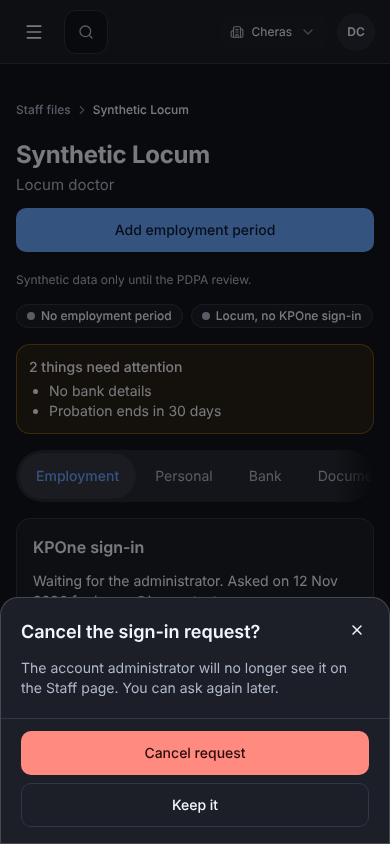 Cheras
DC
Staff files
Synthetic Locum
Synthetic Locum
Locum doctor
Add employment period
Synthetic data only until the PDPA review.
No employment period
Locum, no KPOne sign-in
2 things need attention
No bank details
Probation ends in 30 days
Employment
Personal
Bank
KPOne sign-in
Waiting for the administrator. Asked on 12 Nov
Cancel the sign-in request?
The account administrator will no longer see it on
the Staff page. You can ask again later.
Cancel request
Keep it